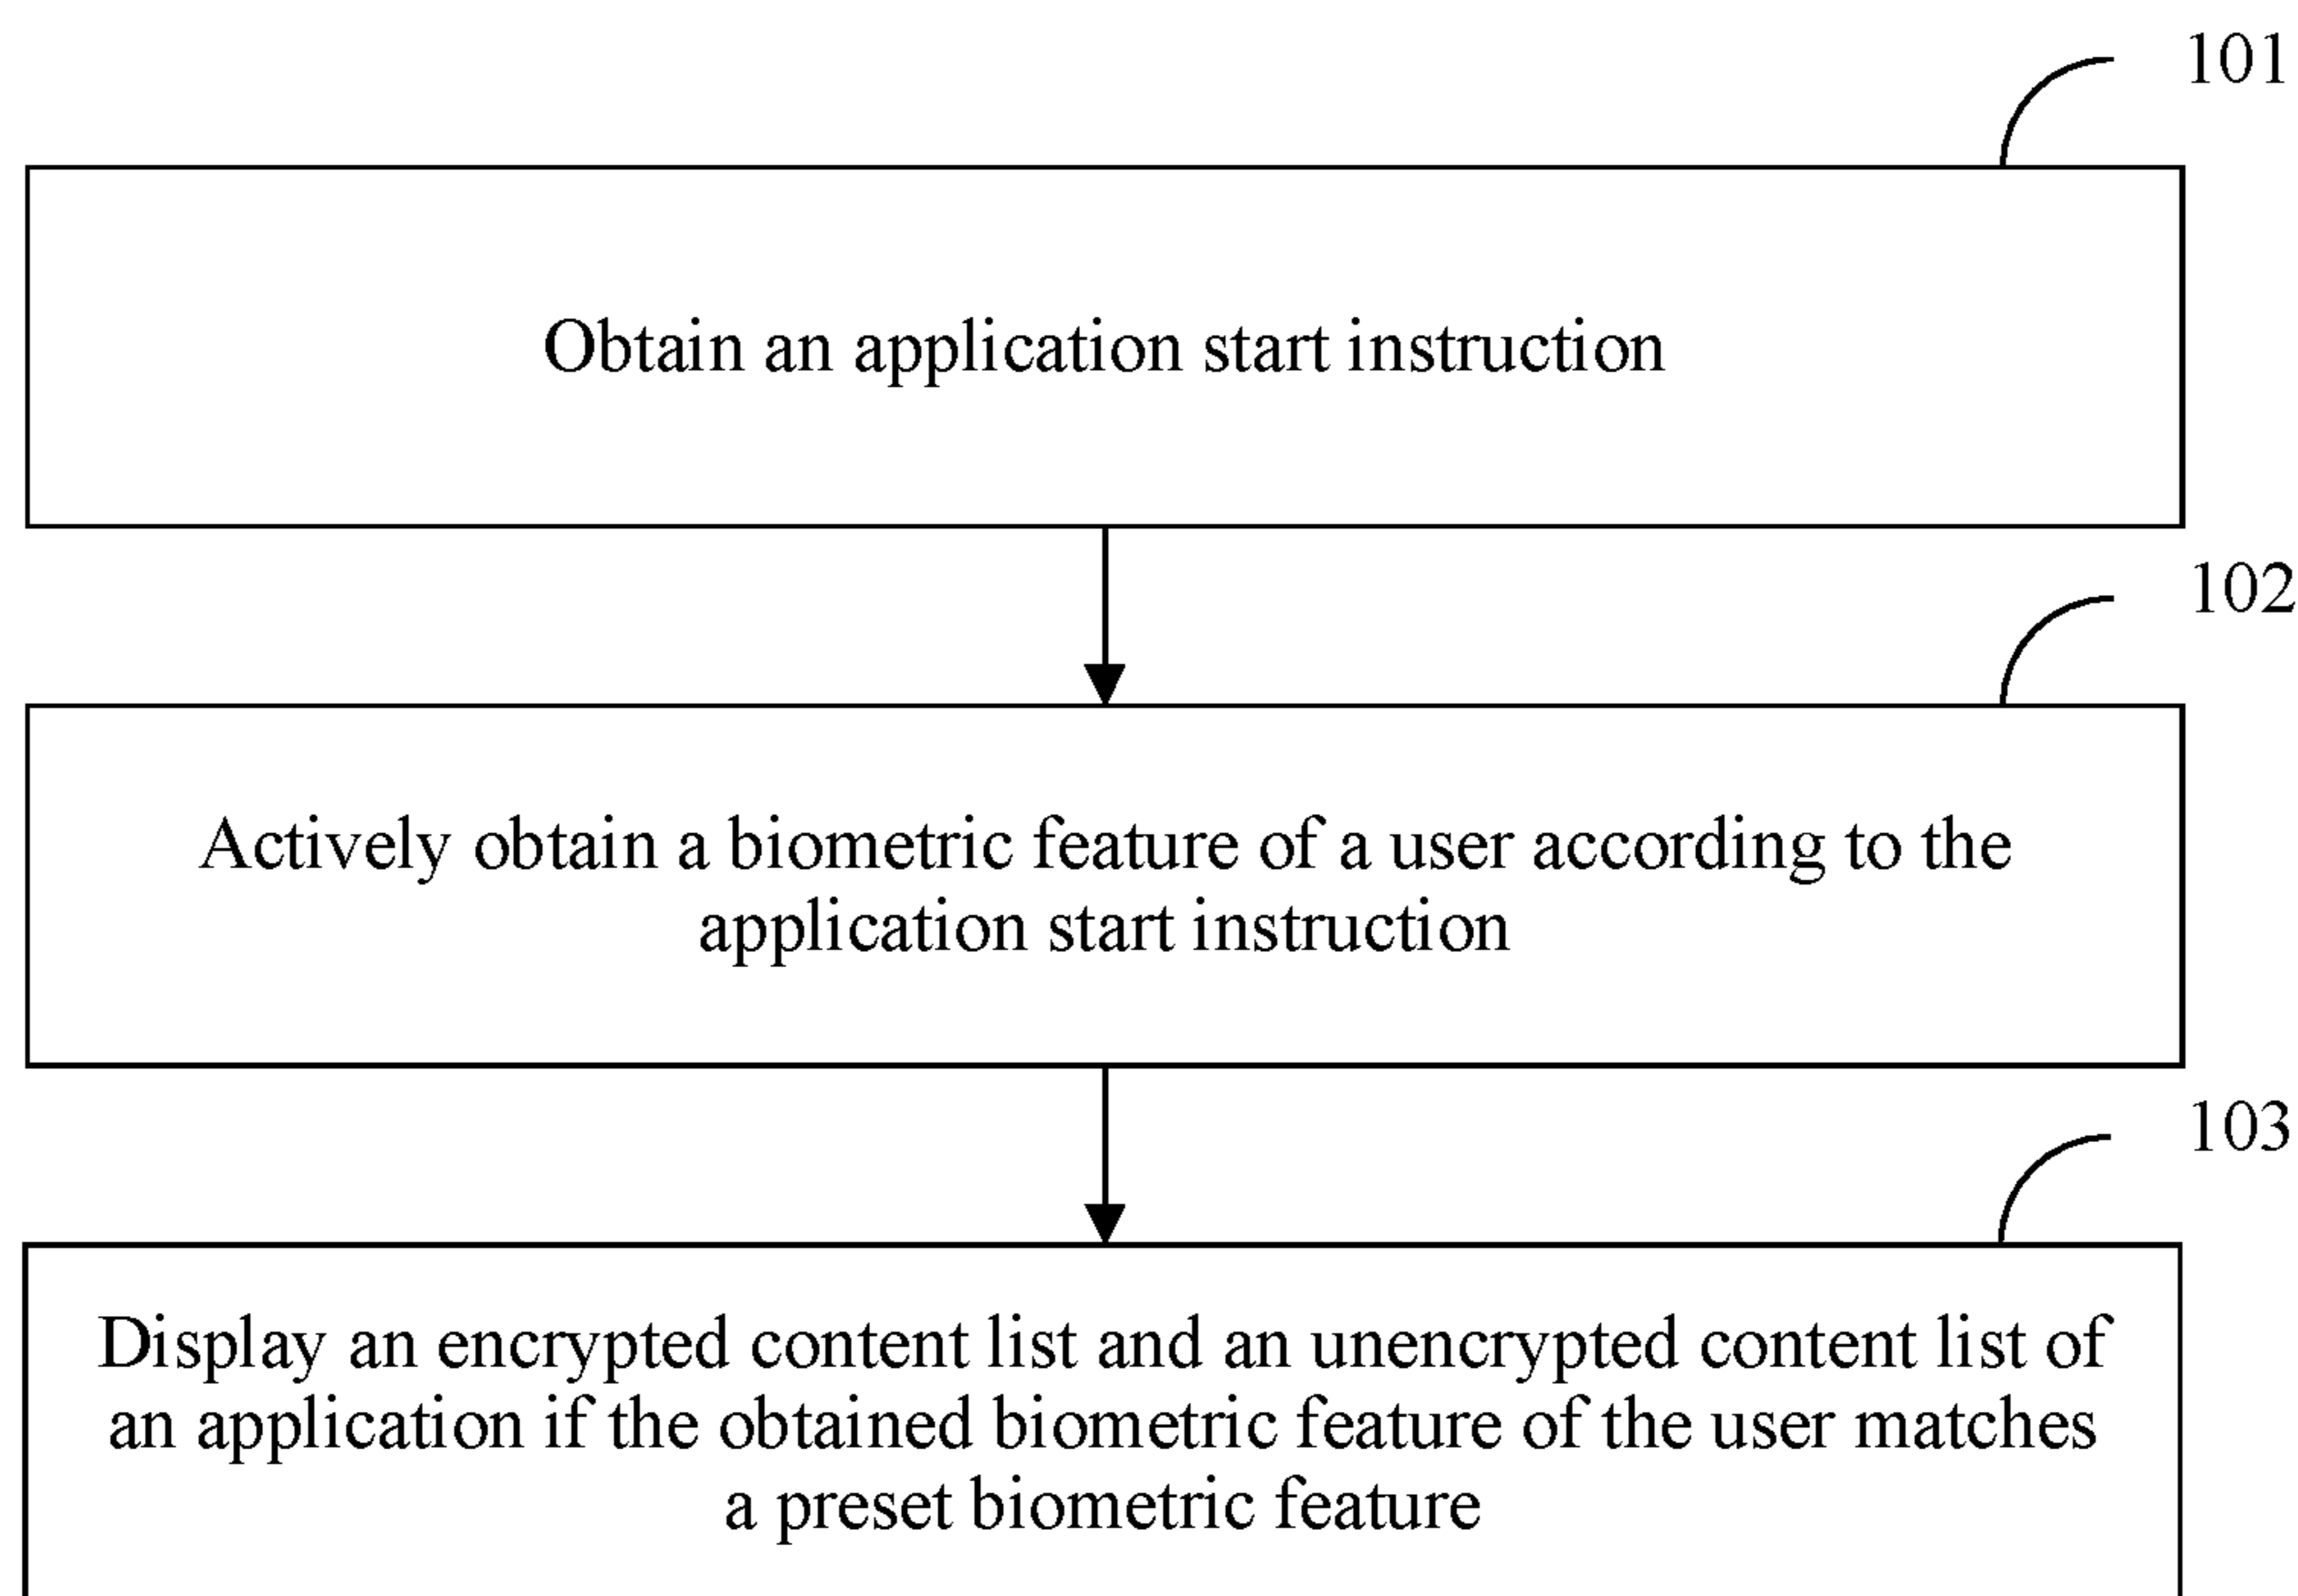 101
Obtain an application start instruction
102
Actively obtain a biometric feature of a user according to the
application start instruction
103
Display an encrypted content list and an unencrypted content list of
an application if the obtained biometric feature of the user matches
a preset biometric feature